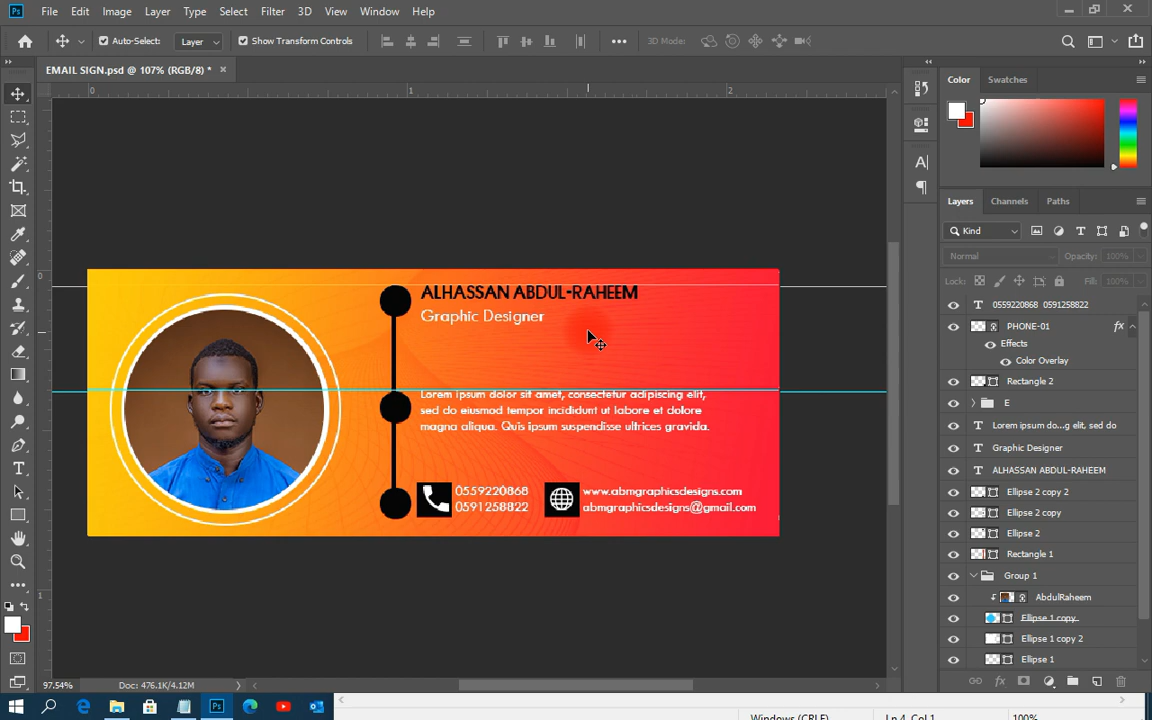 File Edit Image Layer Type Select Filter 3D View Window Help
Auto-Select: Layer Show Transform Controls 3D Mode:
EMAIL SIGN.psd @ 107% (RGB/8) *
0 1 2
0
1
ALHASSAN ABDUL-RAHEEM
Graphic Designer
Lorem ipsum dolor sit amet, consectetur adipiscing elit,
sed do eiusmod tempor incididunt ut labore et dolore
magna aliqua. Quis ipsum suspendisse ultrices gravida.
0559220868
0591258822
www.abmgraphicsdesigns.com
abmgraphicsdesigns@gmail.com
Color Swatches
Layers Channels Paths
Kind
Normal Opacity: 100%
Lock: Fill: 100%
0559220868 0591258822
PHONE-01 fx
Effects
Color Overlay
Rectangle 2
E
Lorem ipsum do...g elit, sed do
Graphic Designer
ALHASSAN ABDUL-RAHEEM
Ellipse 2 copy 2
Ellipse 2 copy
Ellipse 2
Rectangle 1
Group 1
AbdulRaheem
Ellipse 1 copy
Ellipse 1 copy 2
Ellipse 1
97.54% Doc: 476.1K/4.12M
Windows (CRLF) Ln 4, Col 1 100%